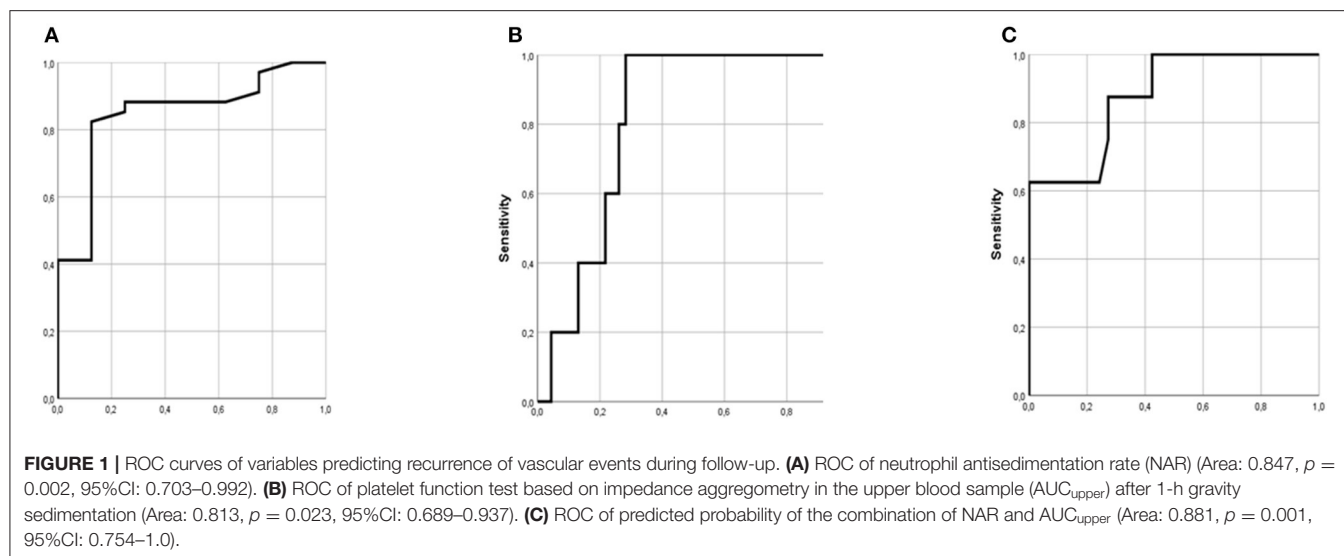 A
B
C
1,0
0,8
0,6
0,4
0,2
0,0
0,0 0,2 0,4 0,6 0,8 1,0
Sensitivity
1,0
0,8
0,6
0,4
0,2
0,0
0,0 0,2 0,4 0,6 0,8
Sensitivity
1,0
0,8
0,6
0,4
0,2
0,0
0,0 0,2 0,4 0,6 0,8 1,0
FIGURE 1 | ROC curves of variables predicting recurrence of vascular events during follow-up. (A) ROC of neutrophil antisedimentation rate (NAR) (Area: 0.847, p =
0.002, 95%CI: 0.703–0.992). (B) ROC of platelet function test based on impedance aggregometry in the upper blood sample (AUCupper) after 1-h gravity
sedimentation (Area: 0.813, p = 0.023, 95%CI: 0.689–0.937). (C) ROC of predicted probability of the combination of NAR and AUCupper (Area: 0.881, p = 0.001,
95%CI: 0.754–1.0).